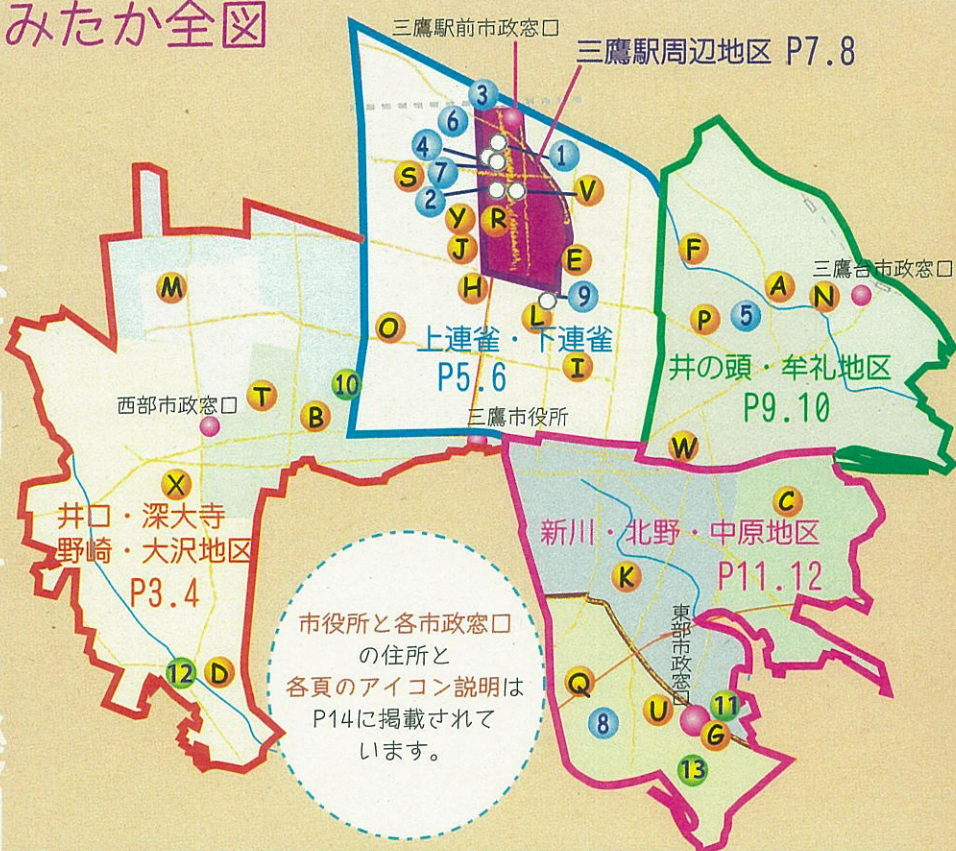 みたか全図
三鷹駅前市政窓口
三鷹駅周辺地区 P7.8
3
6
4
7
1
S
2
V
Y
R
J
E
H
9
L
O
上連雀・下連雀
P5.6
I
三鷹市役所
F
三鷹台市政窓口
A
N
P
5
井の頭・牟礼地区
P9.10
W
M
10
T
B
西部市政窓口
X
井口・深大寺
野崎・大沢地区
P3.4
12
D
C
新川・北野・中原地区
P11.12
K
東部市政窓口
Q
U
11
8
G
13
市役所と各市政窓口
の住所と
各頁のアイコン説明は
P14に掲載されて
います。